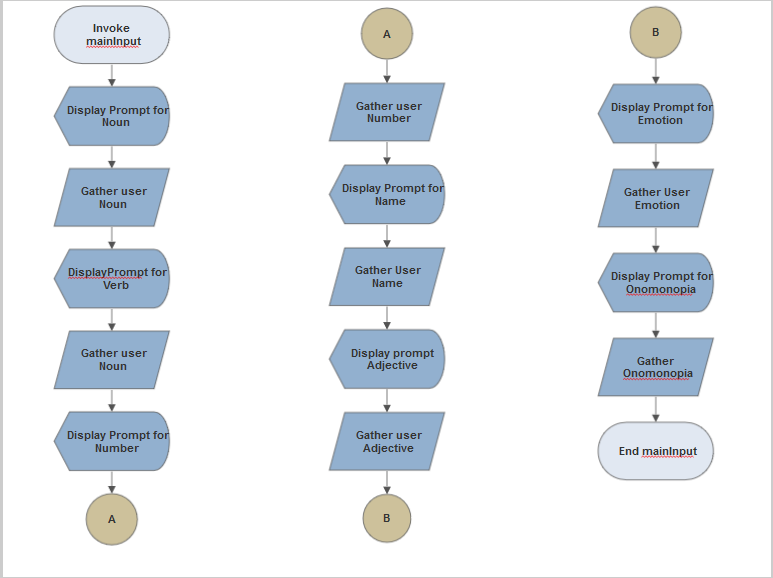 Invoke
mainInput
Display Prompt for
Noun
Gather user
Noun
DisplayPrompt for
Verb
Gather user
Noun
Display Prompt for
Number
A
A
Gather user
Number
Display Prompt for
Name
Gather User
Name
Display prompt
Adjective
Gather user
Adjective
B
B
Display Prompt for
Emotion
Gather User
Emotion
Display Prompt for
Onomonopia
Gather
Onomonopia
End mainInput